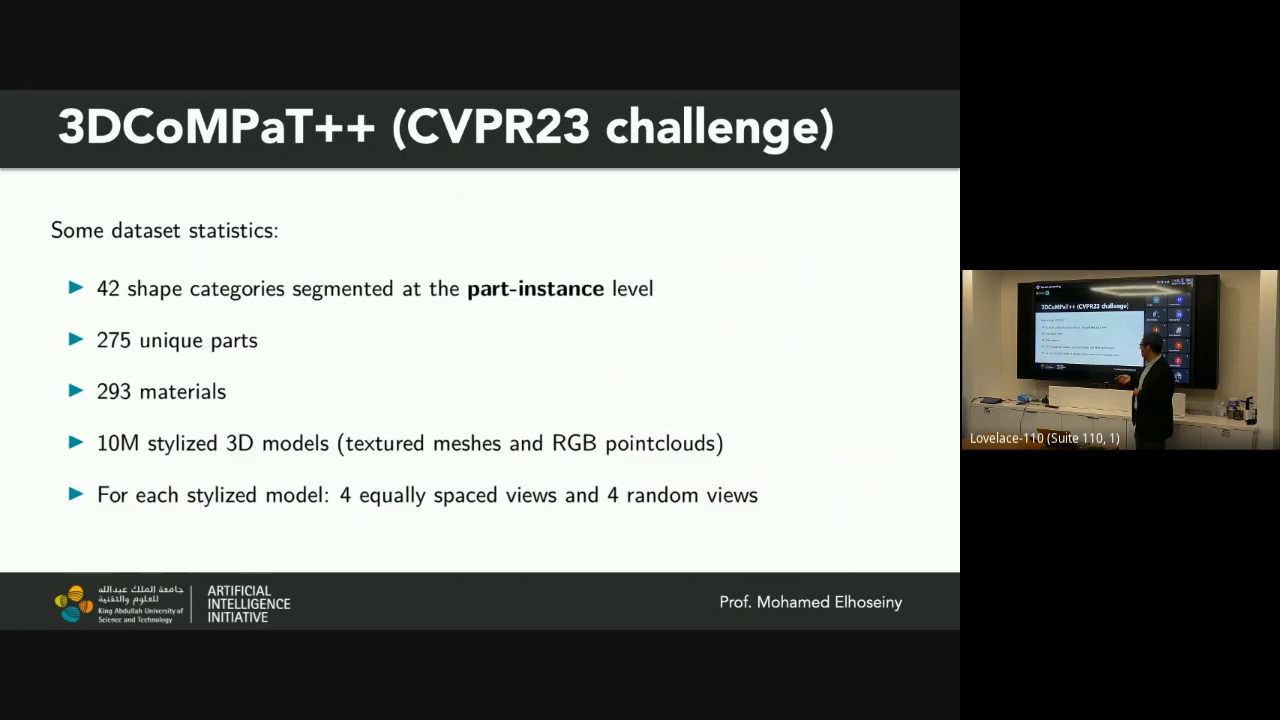 3DCoMPaT++ (CVPR23 challenge)
Some dataset statistics:
42 shape categories segmented at the part-instance level
275 unique parts
293 materials
10M stylized 3D models (textured meshes and RGB pointclouds)
For each stylized model: 4 equally spaced views and 4 random views
جامعة الملك عبدالله
للعلوم والتقنية
King Abdullah University of
Science and Technology
ARTIFICIAL
INTELLIGENCE
INITIATIVE
Prof. Mohamed Elhoseiny
3DCoMPaT++ (CVPR23 challenge)
Lovelace-110 (Suite 110, 1)